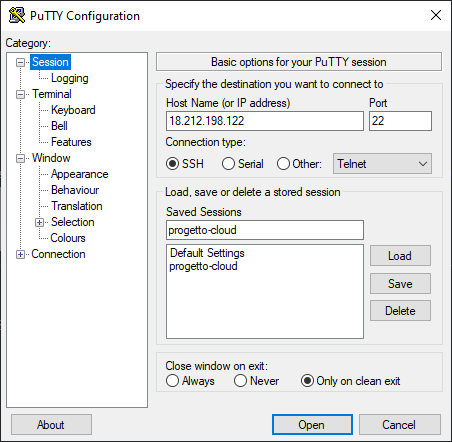 PuTTY Configuration
Category:
Session
Logging
Terminal
Keyboard
Bell
Features
Window
Appearance
Behaviour
Translation
Selection
Colours
Connection
Basic options for your PuTTY session
Specify the destination you want to connect to
Host Name (or IP address) Port
18.212.198.122 22
Connection type:
SSH Serial Other: Telnet
Load, save or delete a stored session
Saved Sessions
progetto-cloud
Default Settings
progetto-cloud
Load
Save
Delete
Close window on exit:
Always Never Only on clean exit
About Open Cancel